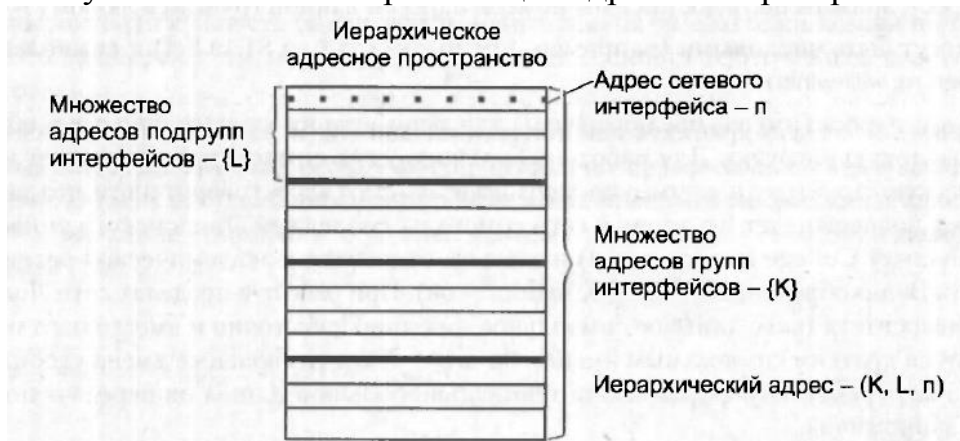 Иерархическое
адресное пространство
Адрес сетевого
интерфейса – n
Множество
адресов подгрупп
интерфейсов – {L}
Множество
адресов групп
интерфейсов – {K}
Иерархический адрес – (K, L, n)